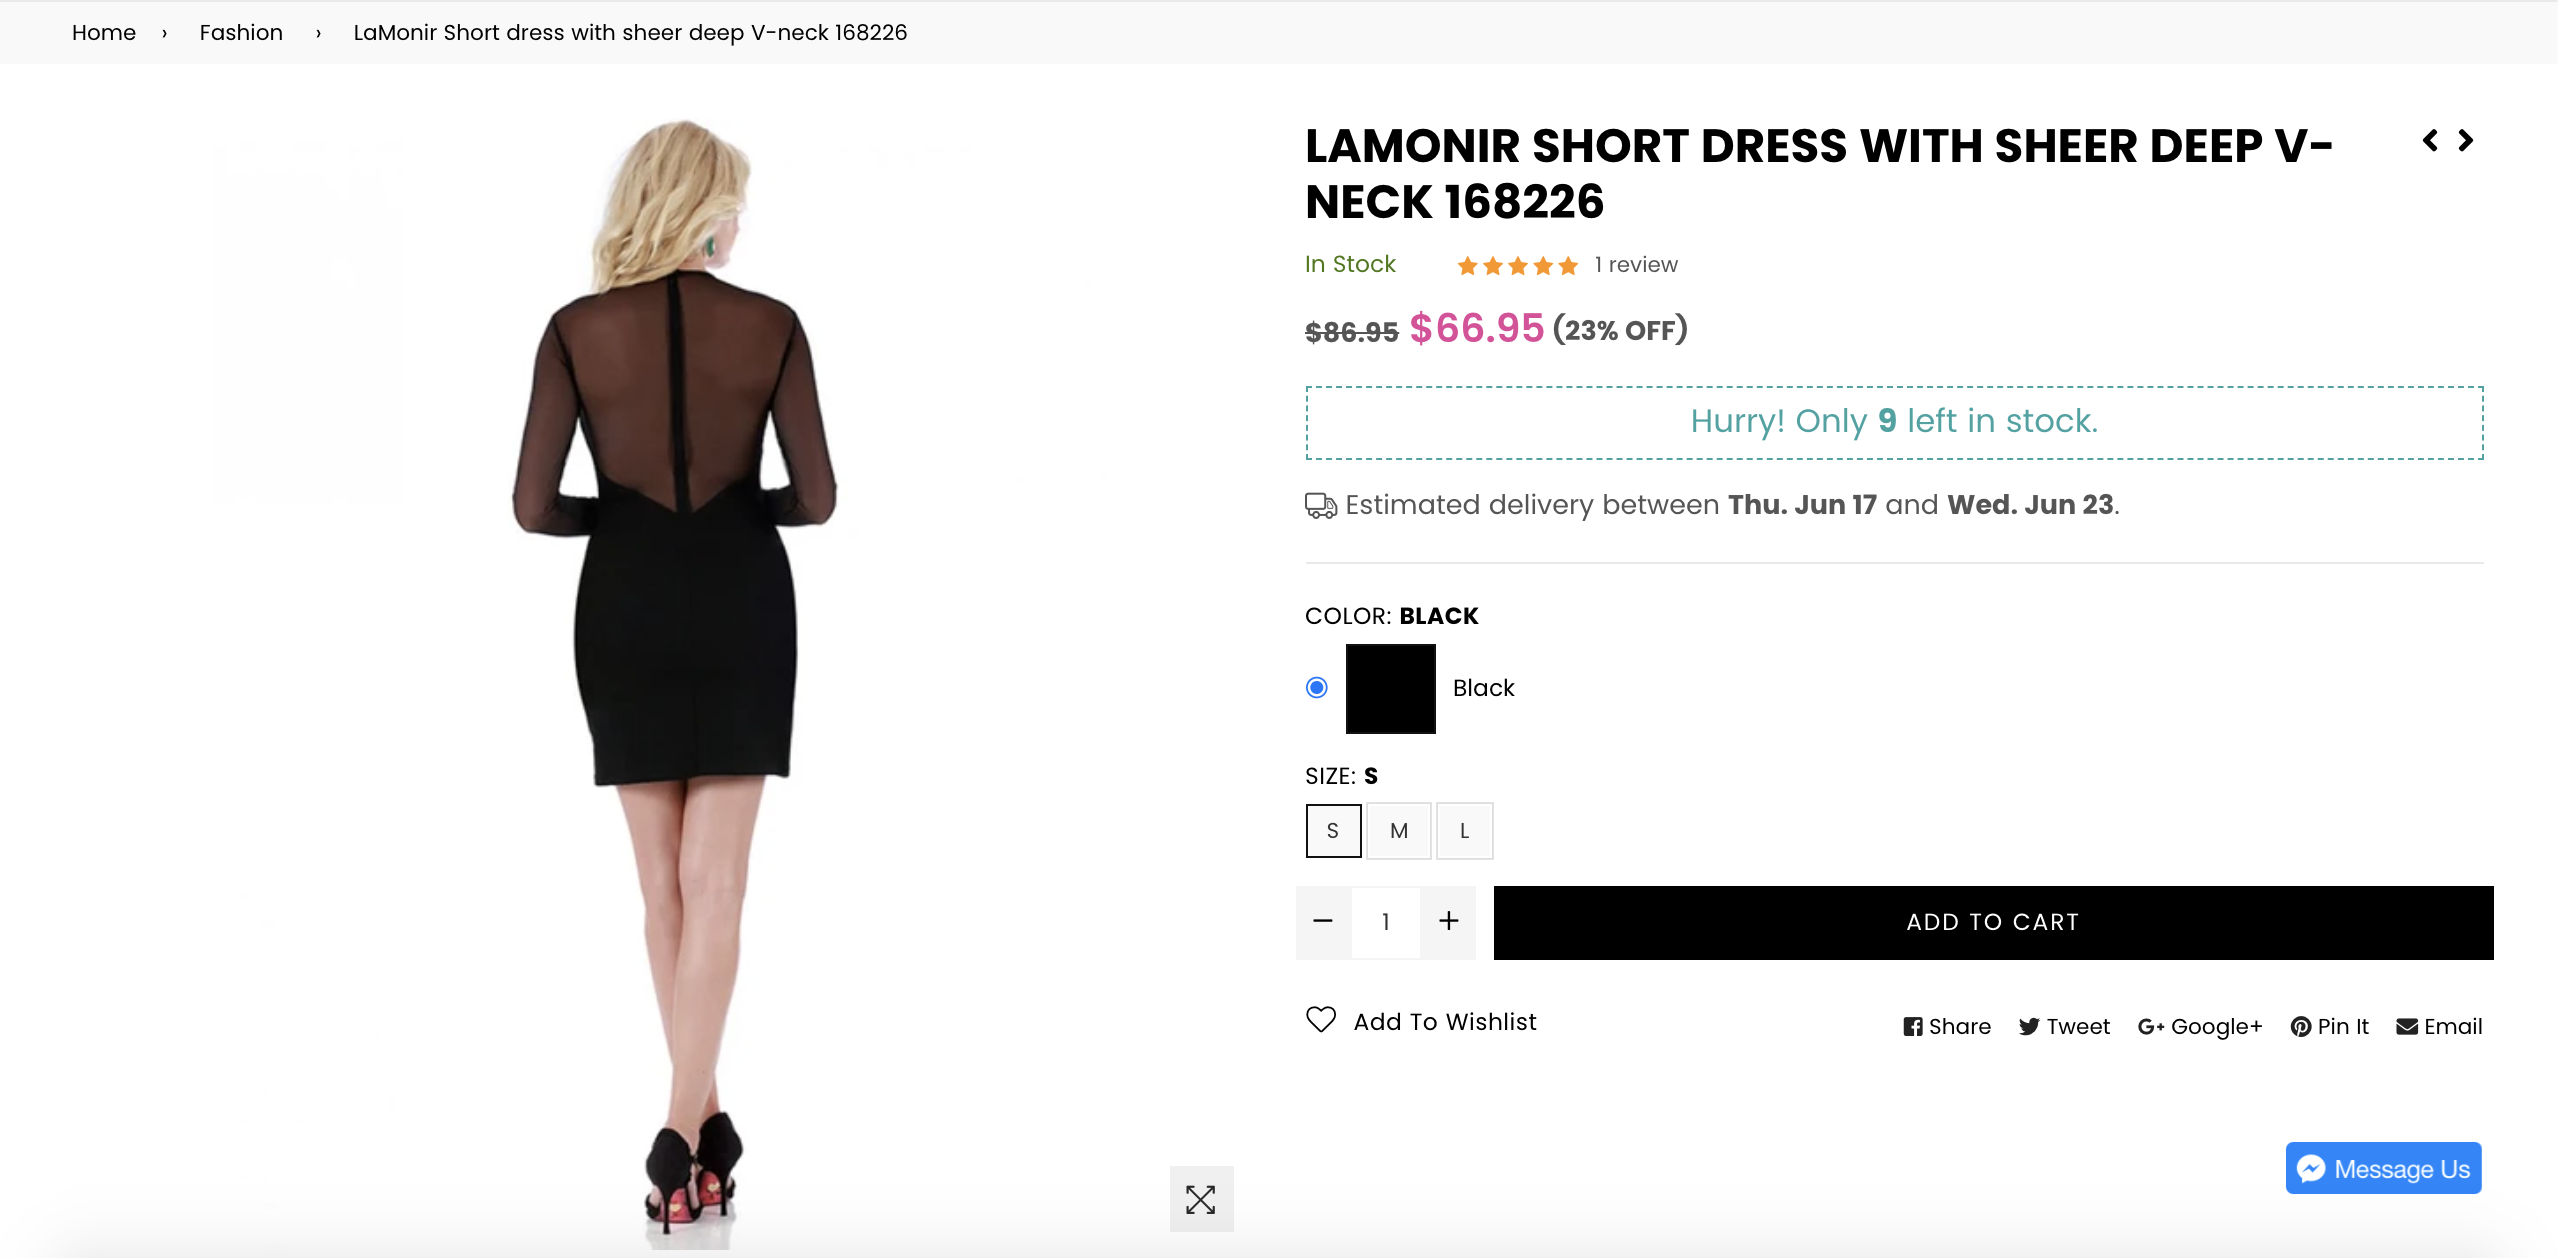 Home › Fashion › LaMonir Short dress with sheer deep V-neck 168226
LAMONIR SHORT DRESS WITH SHEER DEEP V-
NECK 168226
In Stock 1 review
$86.95 $66.95 (23% OFF)
Hurry! Only 9 left in stock.
Estimated delivery between Thu. Jun 17 and Wed. Jun 23.
COLOR: BLACK
Black
SIZE: S
S M L
− 1 + ADD TO CART
Add To Wishlist
Share Tweet G+ Google+ Pin It Email
Message Us